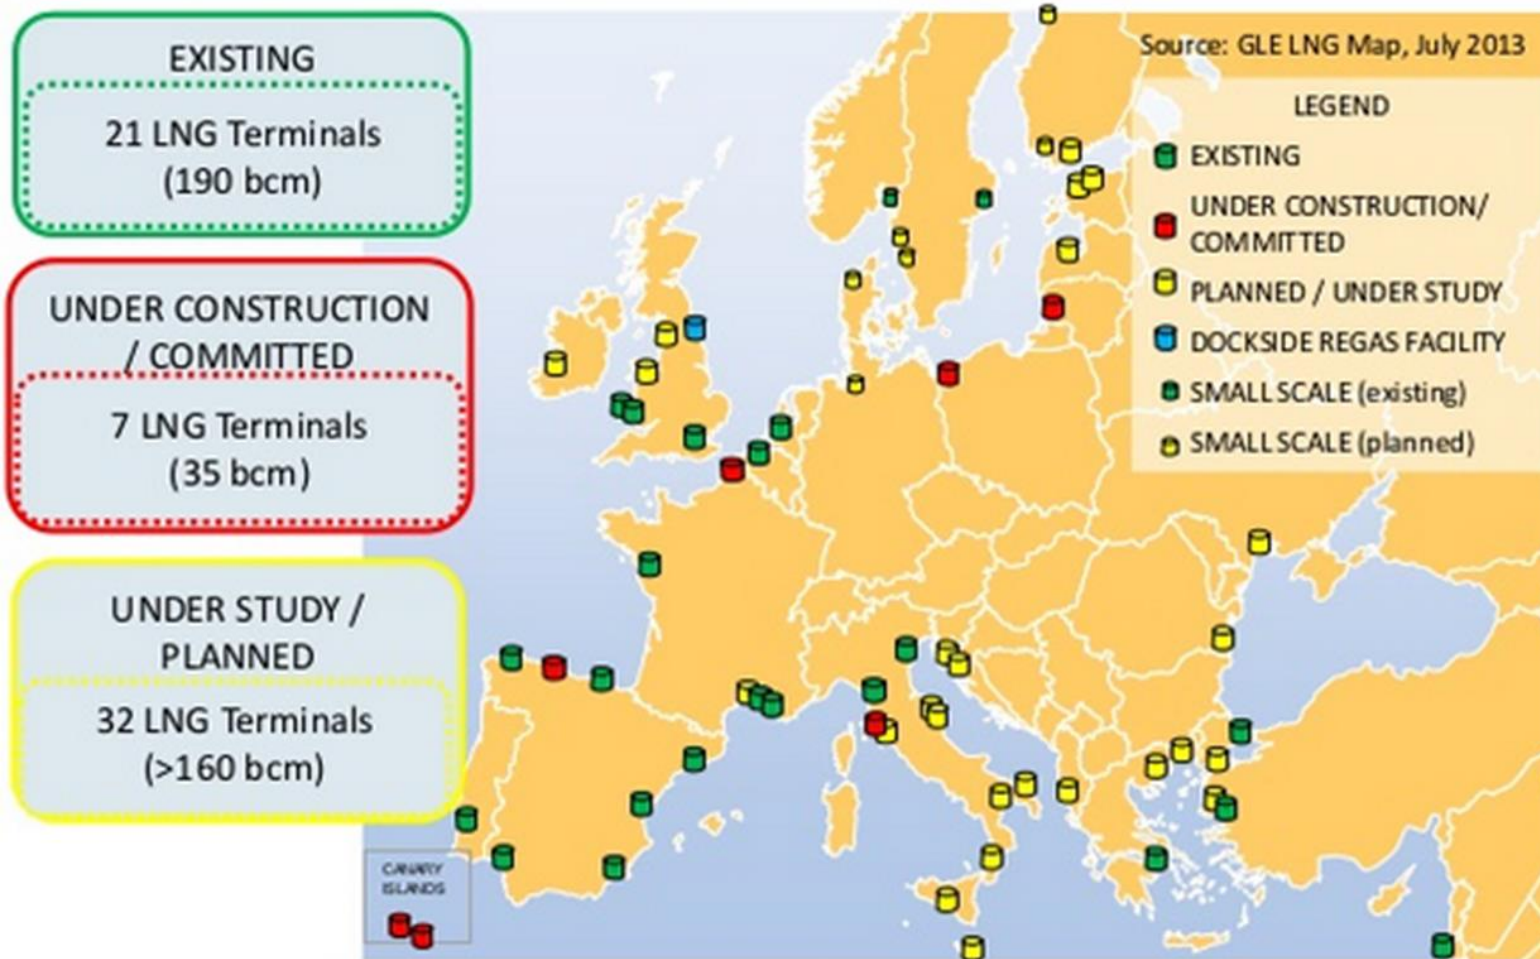 EXISTING
21 LNG Terminals
(190 bcm)
UNDER CONSTRUCTION
/ COMMITTED
7 LNG Terminals
(35 bcm)
UNDER STUDY /
PLANNED
32 LNG Terminals
(>160 bcm)
CANARY
ISLANDS
Source: GLE LNG Map, July 2013
LEGEND
EXISTING
UNDER CONSTRUCTION/
COMMITTED
PLANNED / UNDER STUDY
DOCKSIDE REGAS FACILITY
SMALL SCALE (existing)
SMALL SCALE (planned)